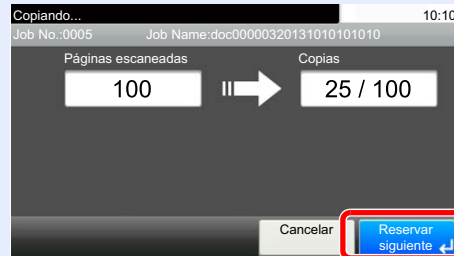 Copiando... 10:10
Job No.:0005 Job Name:doc00000320131010101010
Páginas escaneadas Copias
100 25 / 100
Cancelar Reservar
siguiente